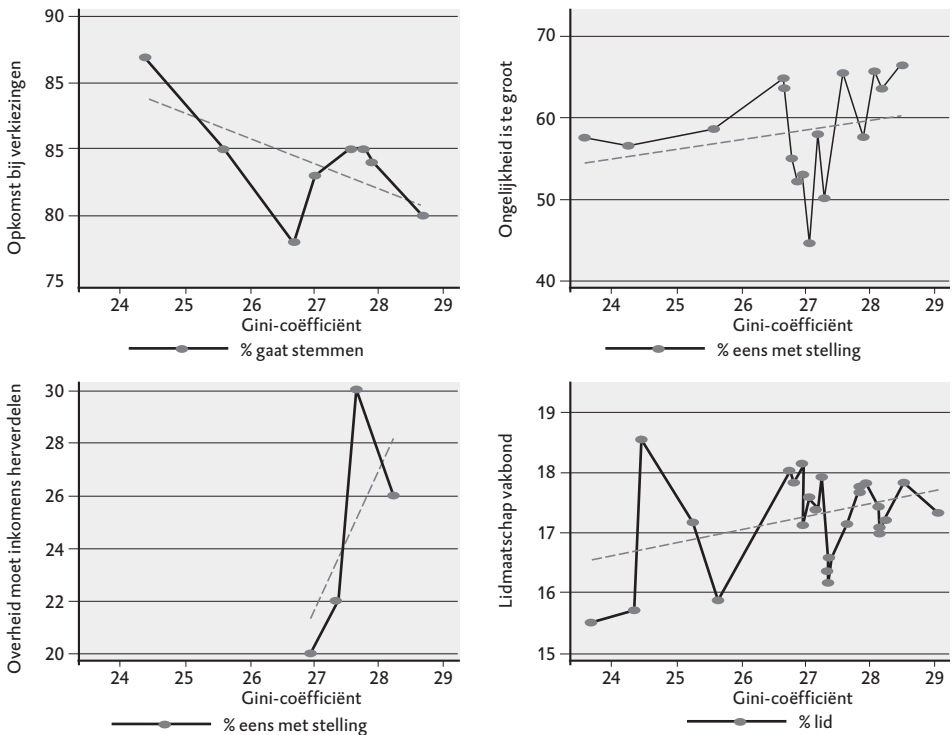 Opkomst bij verkiezingen
90
85
85
80
75
24 25 26 27 28 29
Gini-coëfficiënt
% gaat stemmen
Ongelijkheid is te groot
70
60
50
40
24 25 26 27 28 29
Gini-coëfficiënt
% eens met stelling
Overheid moet inkomens herverdelen
30
28
26
24
22
20
24 25 26 27 28 29
Gini-coëfficiënt
% eens met stelling
Lidmaatschap vakbond
19
18
17
16
15
24 25 26 27 28 29
Gini-coëfficiënt
% lid